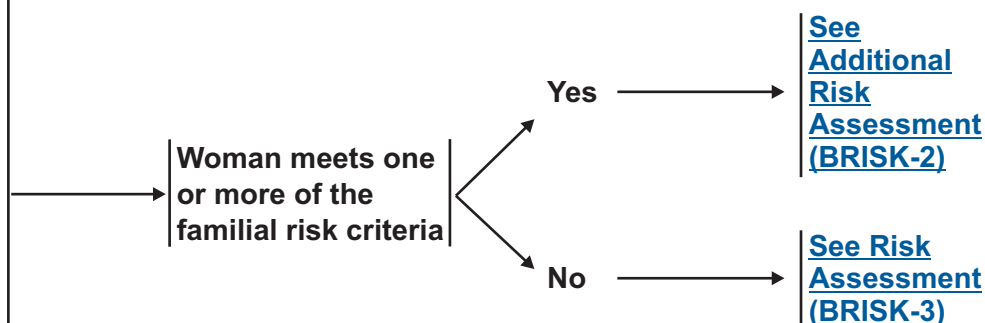 See
Additional
Risk
Assessment
(BRISK-2)
Yes
Woman meets one
or more of the
familial risk criteria
No
See Risk
Assessment
(BRISK-3)